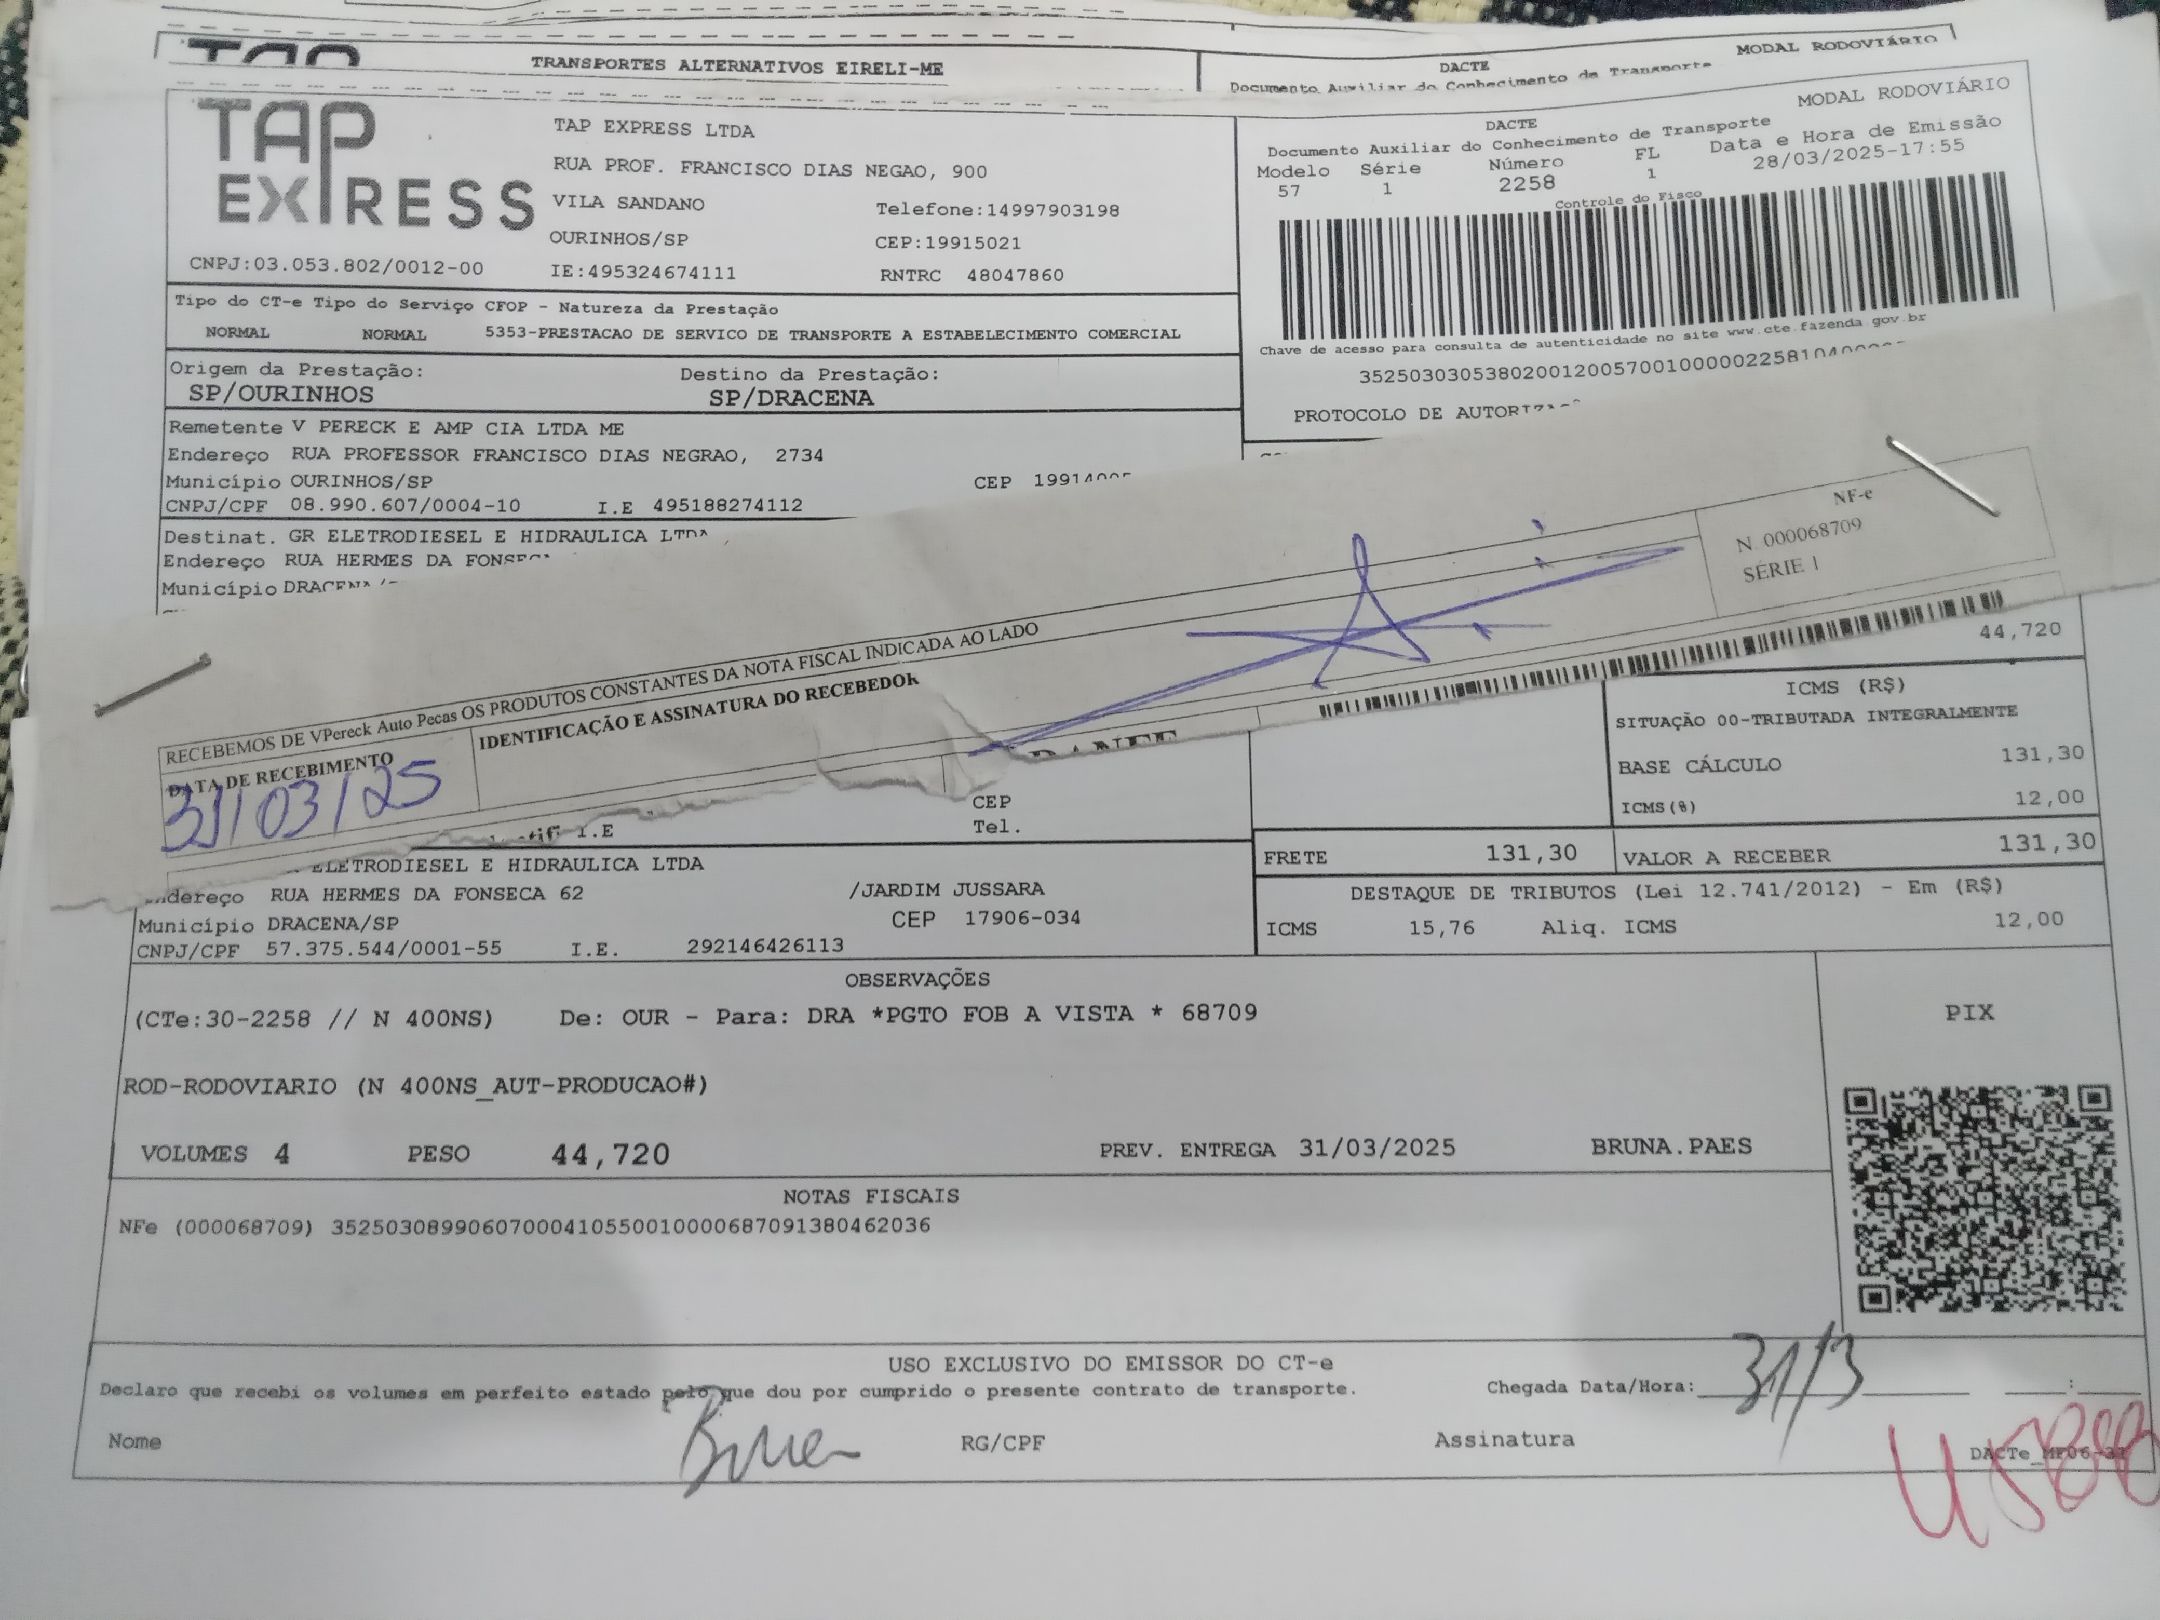 TRANSPORTES ALTERNATIVOS EIRELI-ME
DACTE
MODAL RODOVIÁRIO
Documento Auxiliar do Conhecimento de Transporte
TAP EXPRESS
TAP EXPRESS LTDA
RUA PROF. FRANCISCO DIAS NEGAO, 900
VILA SANDANO
Telefone:14997903198
OURINHOS/SP
CEP:19915021
CNPJ:03.053.802/0012-00
IE:495324674111
RNTRC 48047860
MODAL RODOVIÁRIO
DACTE
Documento Auxiliar do Conhecimento de Transporte
Modelo Série Número FL Data e Hora de Emissão
57 1 2258 1 28/03/2025-17:55
Controle do Fisco
Chave de acesso para consulta de autenticidade no site www.cte.fazenda.gov.br
PROTOCOLO DE
Tipo do CT-e Tipo do Serviço CFOP - Natureza da Prestação
NORMAL NORMAL 5353-PRESTACAO DE SERVICO DE TRANSPORTE A ESTABELECIMENTO COMERCIAL
Origem da Prestação: Destino da Prestação:
SP/OURINHOS SP/DRACENA
Remetente V PERECK E AMP CIA LTDA ME
Endereço RUA PROFESSOR FRANCISCO DIAS NEGRAO, 2734
Município OURINHOS/SP CEP
CNPJ/CPF 08.990.607/0004-10 I.E 495188274112
Destinat. GR ELETRODIESEL E HIDRAULICA LTDA
Endereço RUA HERMES DA
Município
NF-e
N. 000068709
SÉRIE 1
RECEBEMOS DE VPereck Auto Pecas OS PRODUTOS CONSTANTES DA NOTA FISCAL INDICADA AO LADO
DATA DE RECEBIMENTO
IDENTIFICAÇÃO E ASSINATURA DO RECEBEDOR
31/03/25
44,720
ICMS (R$)
SITUAÇÃO 00-TRIBUTADA INTEGRALMENTE
BASE CÁLCULO 131,30
ICMS(%) 12,00
CEP
I.E Tel.
FRETE 131,30 VALOR A RECEBER 131,30
ELETRODIESEL E HIDRAULICA LTDA
RUA HERMES DA FONSECA 62 /JARDIM JUSSARA
Município DRACENA/SP CEP 17906-034
CNPJ/CPF 57.375.544/0001-55 I.E. 292146426113
DESTAQUE DE TRIBUTOS (Lei 12.741/2012) - Em (R$)
ICMS 15,76 Aliq. ICMS 12,00
OBSERVAÇÕES
(CTe:30-2258 // N 400NS) De: OUR - Para: DRA *PGTO FOB A VISTA * 68709
PIX
ROD-RODOVIARIO (N 400NS_AUT-PRODUCAO#)
VOLUMES 4 PESO 44,720 PREV. ENTREGA 31/03/2025 BRUNA.PAES
NOTAS FISCAIS
NFe (000068709) 35250308990607000410550010000687091380462036
USO EXCLUSIVO DO EMISSOR DO CT-e
Declaro que recebi os volumes em perfeito estado pelo que dou por cumprido o presente contrato de transporte.
Chegada Data/Hora: 31/3 :
Nome RG/CPF Assinatura